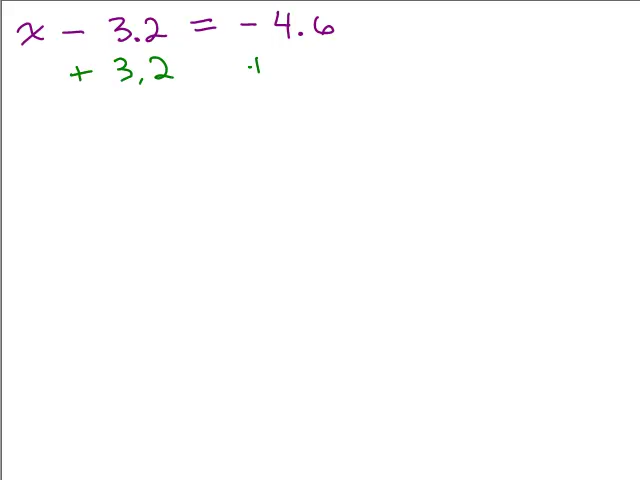 x - 3.2 = - 4.6
+ 3.2 +